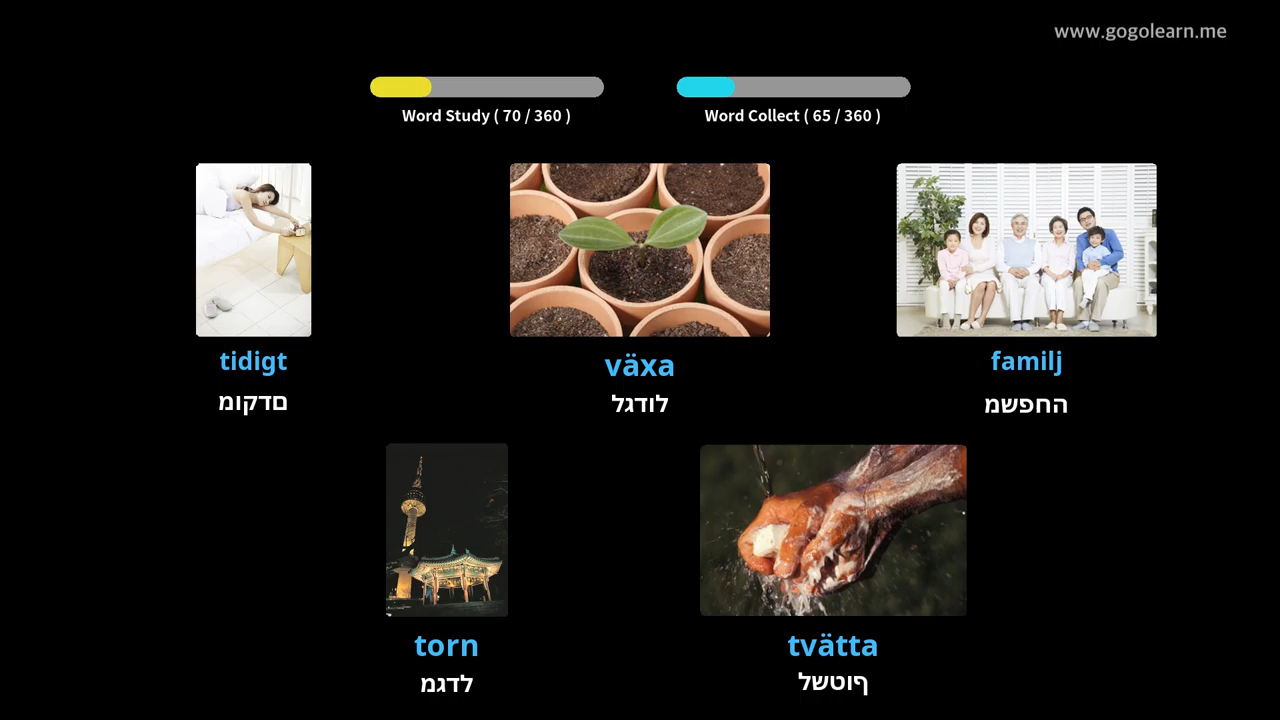 www.gogolearn.me
Word Study ( 70 / 360 )
Word Collect ( 65 / 360 )
tidigt
םדקומ
växa
לודגל
familj
החפשמ
torn
לדגמ
tvätta
ףוטשל